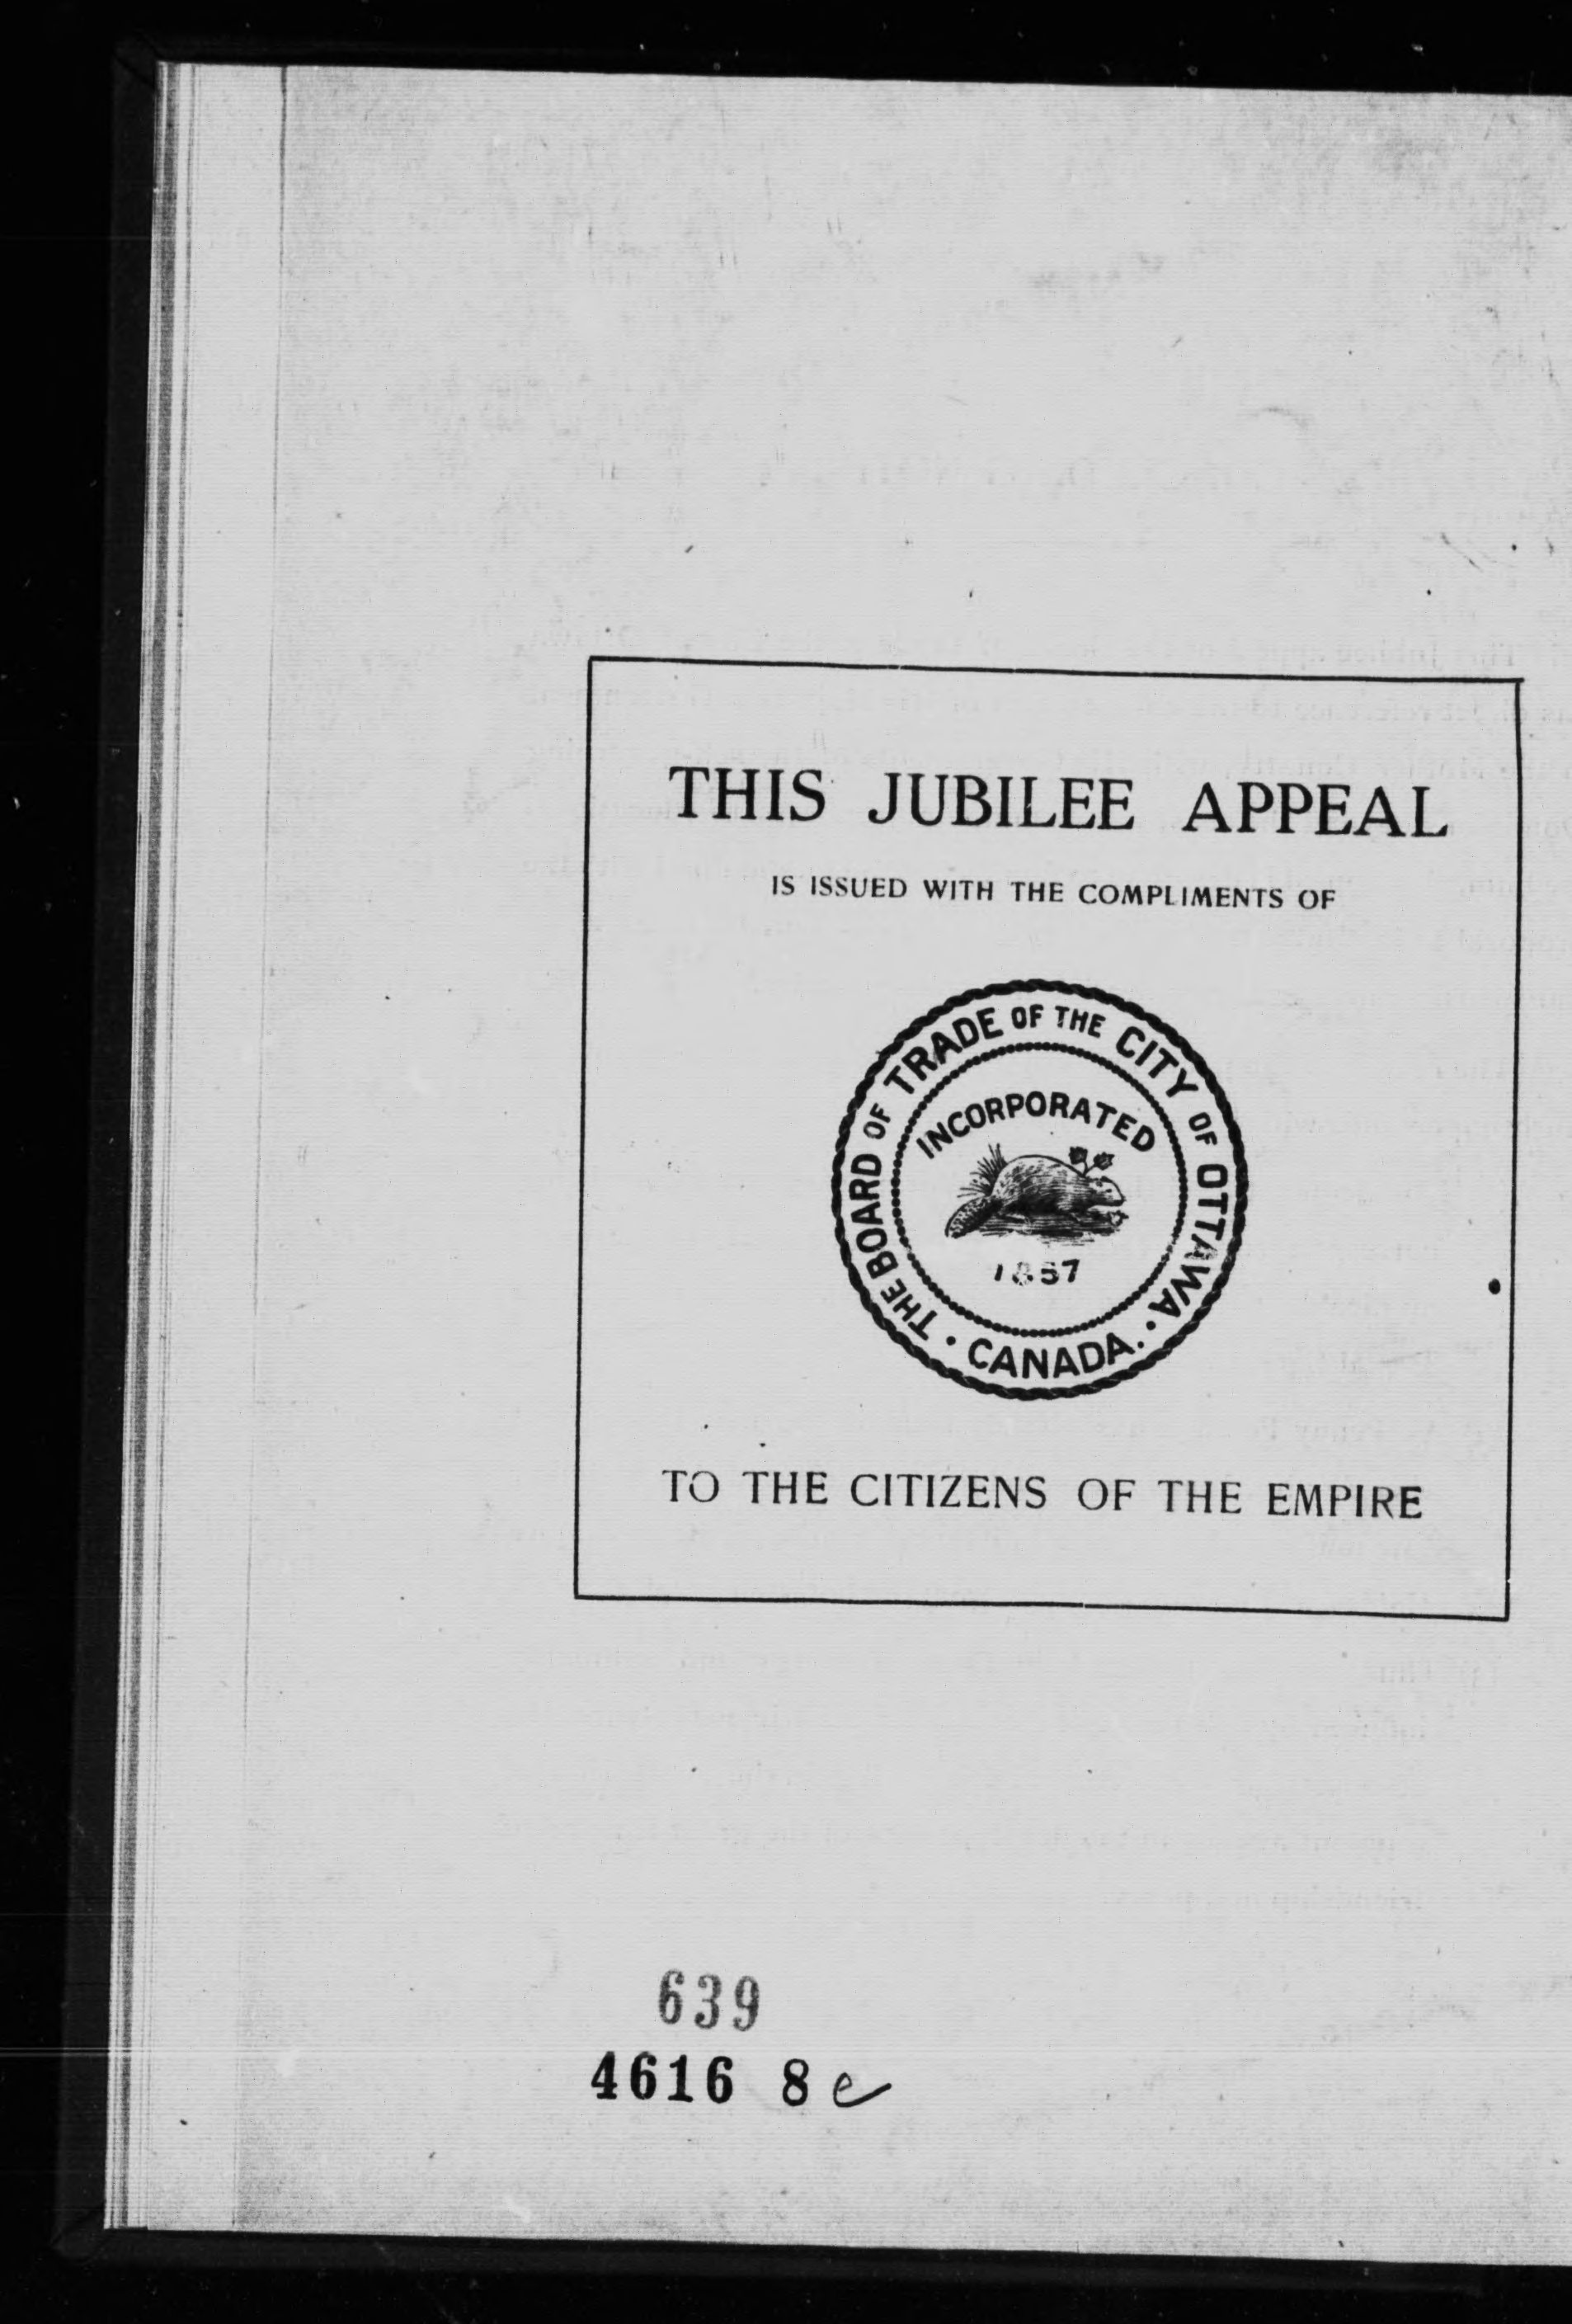 THIS JUBILEE APPEAL
IS ISSUED WITH THE COMPLIMENTS OF
THE BOARD OF TRADE OF THE CITY OF OTTAWA.
INCORPORATED
1857
• CANADA.
TO THE CITIZENS OF THE EMPIRE
639
4616 8 e